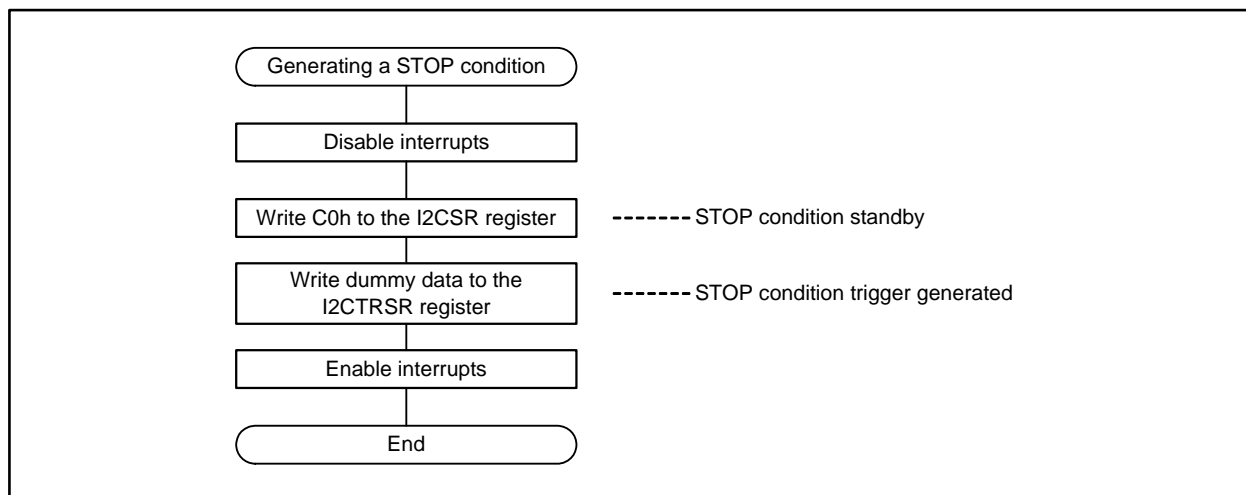 Generating a STOP condition
Disable interrupts
Write C0h to the I2CSR register
STOP condition standby
Write dummy data to the
I2CTRSR register
STOP condition trigger generated
Enable interrupts
End